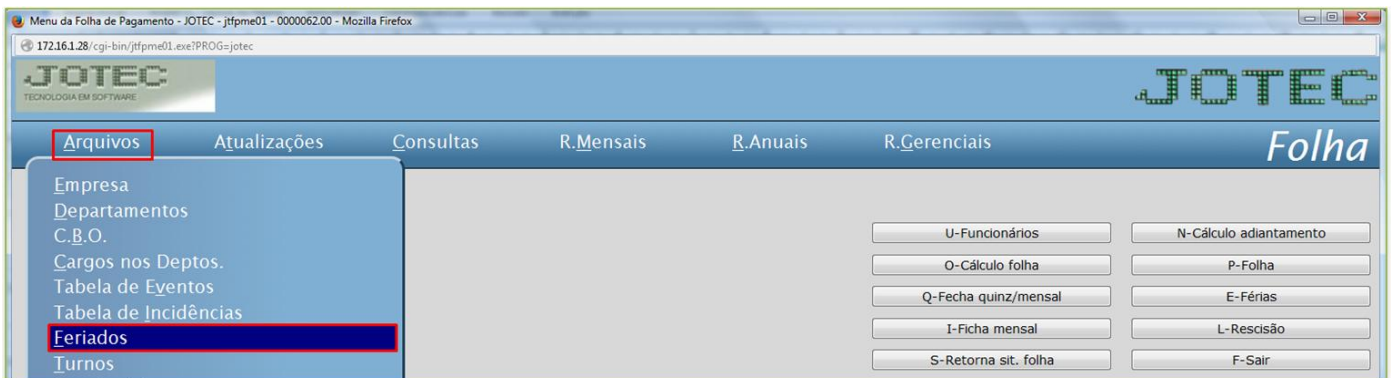 Menu da Folha de Pagamento - JOTEC - jtfpme01 - 0000062.00 - Mozilla Firefox
172.16.1.28/cgi-bin/jtfpme01.exe?PROG=jotec
JOTEC
TECNOLOGIA EM SOFTWARE
JOTEC
Arquivos Atualizações Consultas R.Mensais R.Anuais R.Gerenciais Folha
Empresa
Departamentos
C.B.O.
Cargos nos Deptos.
Tabela de Eventos
Tabela de Incidências
Feriados
Turnos
U-Funcionários N-Cálculo adiantamento
O-Cálculo folha P-Folha
Q-Fecha quinz/mensal E-Férias
I-Ficha mensal L-Rescisão
S-Retorna sit. folha F-Sair